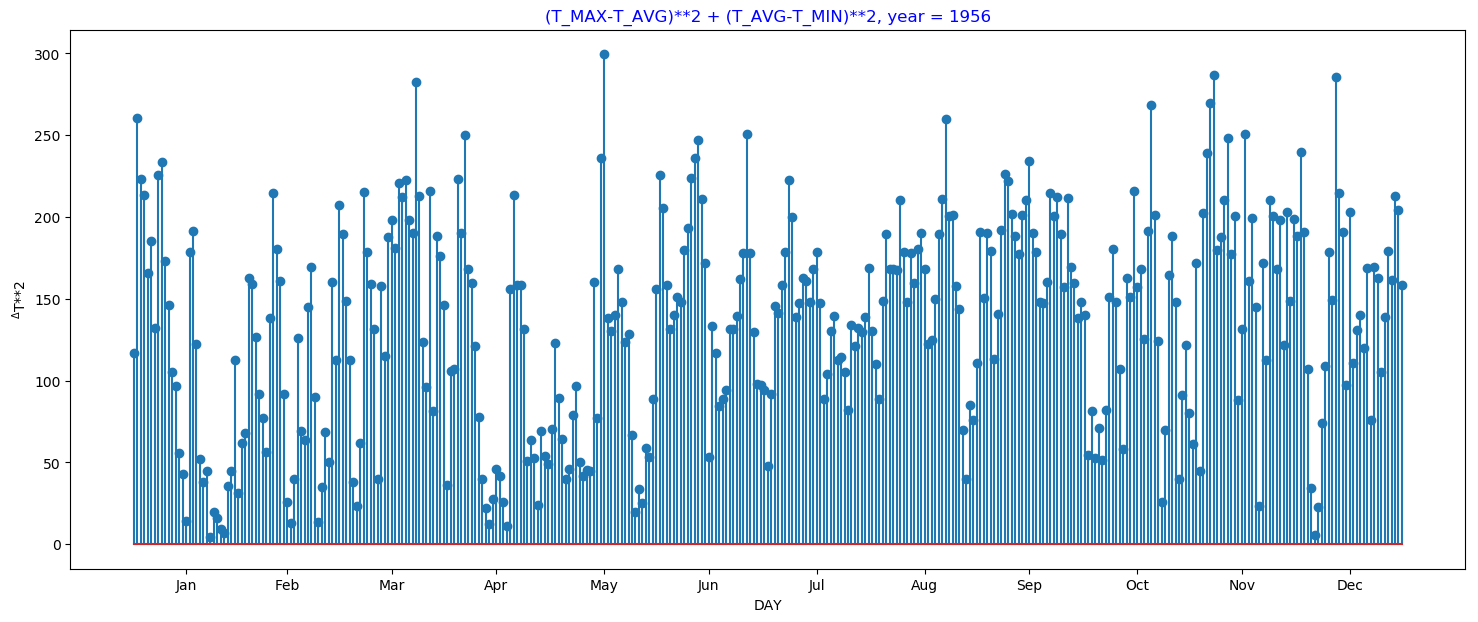 (T_MAX-T_AVG)**2 + (T_AVG-T_MIN)**2, year = 1956
ΔT**2
300
250
200
150
100
50
0
Jan Feb Mar Apr May Jun Jul Aug Sep Oct Nov Dec
DAY